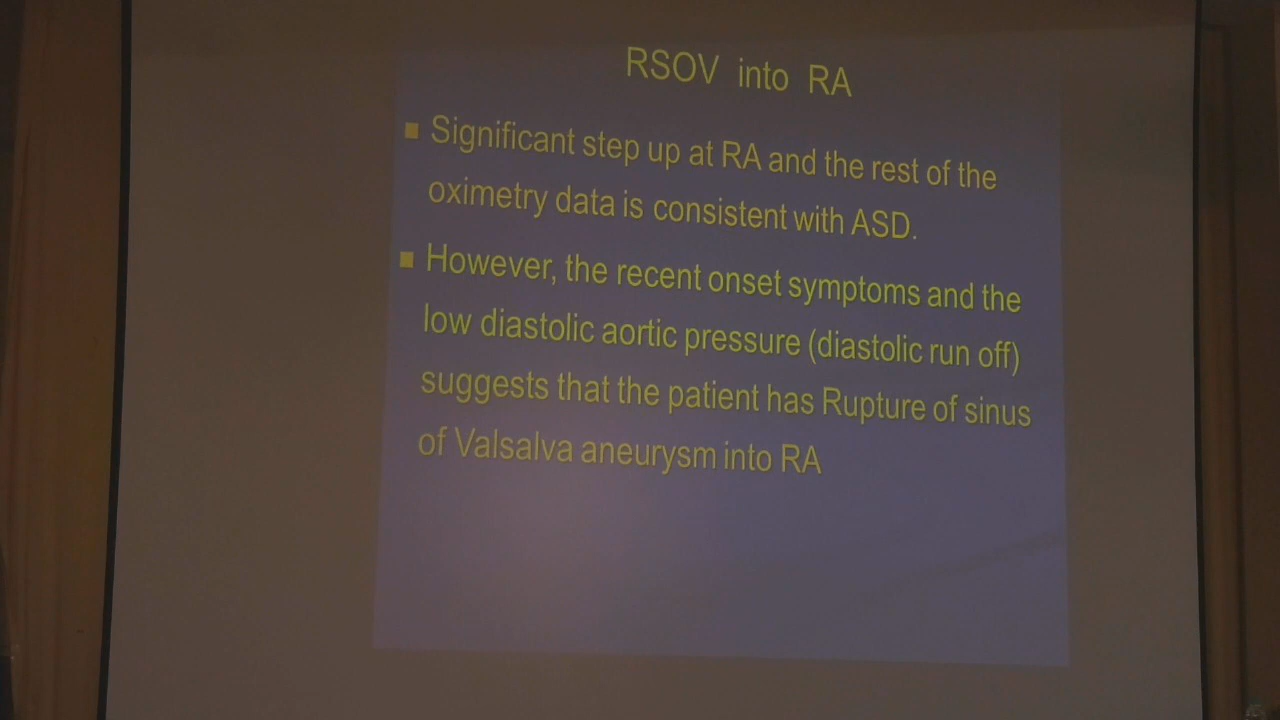 RSOV into RA
Significant step up at RA and the rest of the
oximetry data is consistent with ASD.
However, the recent onset symptoms and the
low diastolic aortic pressure (diastolic run off)
suggests that the patient has Rupture of sinus
of Valsalva aneurysm into RA